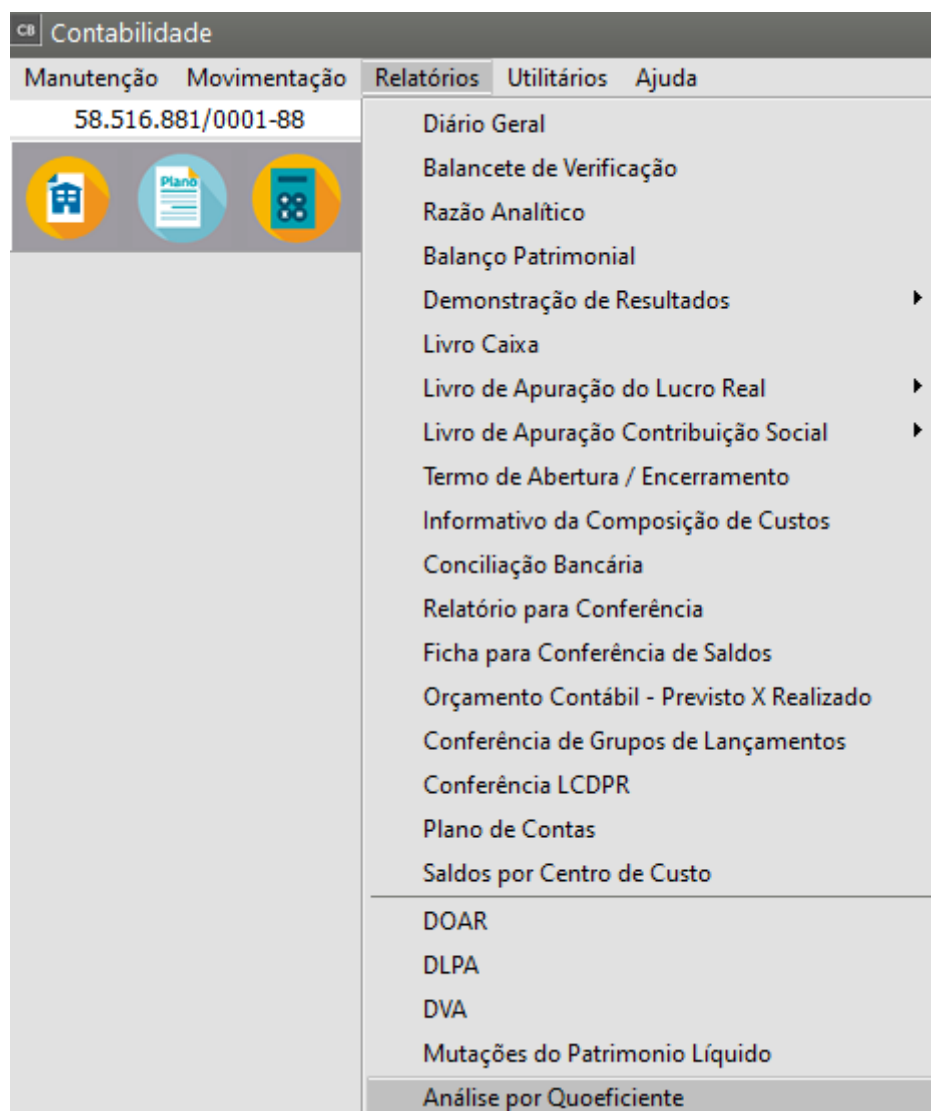 CB Contabilidade
Manutenção Movimentação Relatórios Utilitários Ajuda
58.516.881/0001-88
Plano
Diário Geral
Balancete de Verificação
Razão Analítico
Balanço Patrimonial
Demonstração de Resultados
Livro Caixa
Livro de Apuração do Lucro Real
Livro de Apuração Contribuição Social
Termo de Abertura / Encerramento
Informativo da Composição de Custos
Conciliação Bancária
Relatório para Conferência
Ficha para Conferência de Saldos
Orçamento Contábil - Previsto X Realizado
Conferência de Grupos de Lançamentos
Conferência LCDPR
Plano de Contas
Saldos por Centro de Custo
DOAR
DLPA
DVA
Mutações do Patrimonio Líquido
Análise por Quoeficiente